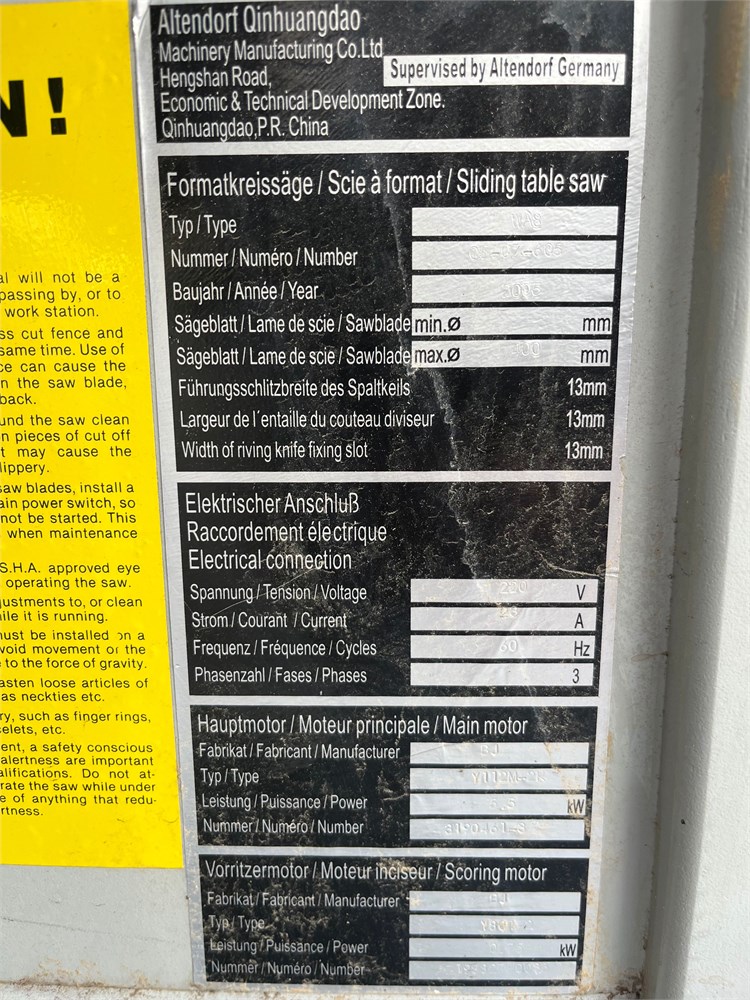 N!
al will not be a
passing by, or to
work station.
ss cut fence and
same time. Use of
ce can cause the
n the saw blade,
back.
und the saw clean
n pieces of cut off
t may cause the
lippery.
saw blades, install a
ain power switch, so
not be started. This
when maintenance
S.H.A. approved eye
operating the saw.
justments to, or clean
ile it is running.
must be installed on a
void movement or the
to the force of gravity.
asten loose articles of
as neckties etc.
ry, such as finger rings,
celets, etc.
ent, a safety conscious
alertness are important
alifications. Do not at-
rate the saw while under
e of anything that redu-
rtness.
Altendorf Qinhuangdao
Machinery Manufacturing Co.Ltd
Hengshan Road,
Supervised by Altendorf Germany
Economic & Technical Development Zone.
Qinhuangdao,P.R. China
Formatkreissäge / Scie à format / Sliding table saw
Typ / Type
Nummer / Numéro / Number
Baujahr / Année / Year
Sägeblatt / Lame de scie / Sawblade min.ø mm
Sägeblatt / Lame de scie / Sawblade max.ø mm
Führungsschlitzbreite des Spaltkeils 13mm
Largeur de l´entaille du couteau diviseur 13mm
Width of riving knife fixing slot 13mm
Elektrischer Anschluß
Raccordement électrique
Electrical connection
Spannung / Tension / Voltage V
Strom / Courant / Current A
Frequenz / Fréquence / Cycles 60 Hz
Phasenzahl / Fases / Phases 3
Hauptmotor / Moteur principale / Main motor
Fabrikat / Fabricant / Manufacturer BJ
Typ / Type
Leistung / Puissance / Power 5.5 kW
Nummer / Numéro / Number
Vorritzermotor / Moteur inciseur / Scoring motor
Fabrikat / Fabricant / Manufacturer BJ
Typ / Type
Leistung / Puissance / Power kW
Nummer / Numéro / Number